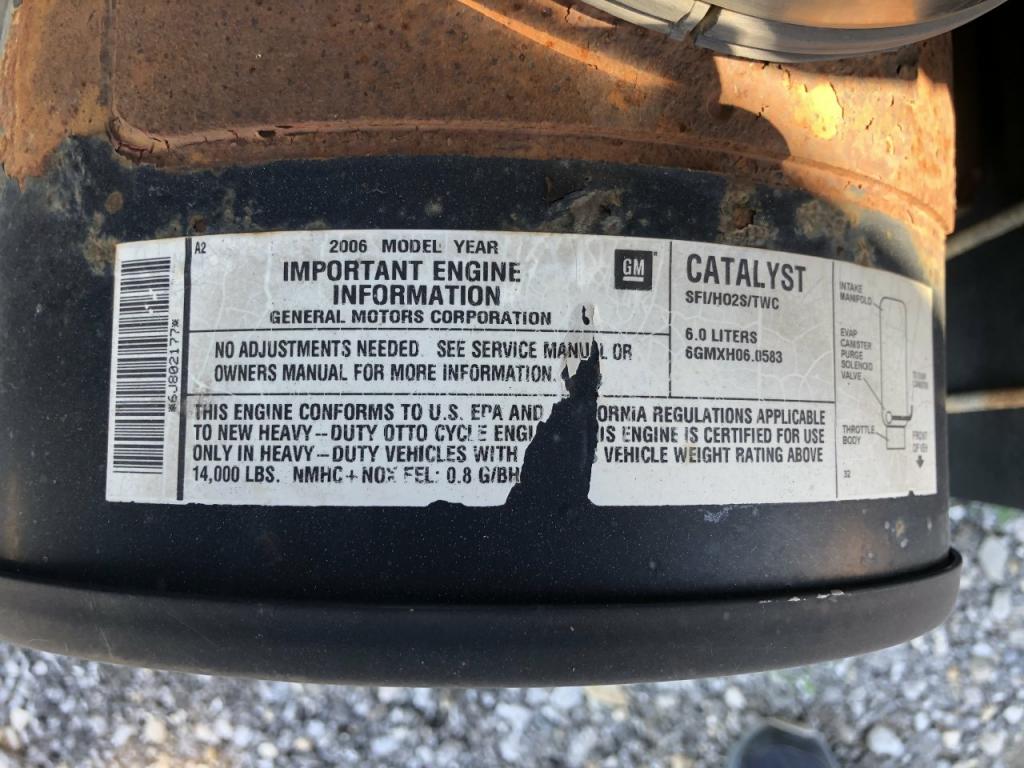 *6J802177*
A2
2006 MODEL YEAR
IMPORTANT ENGINE
INFORMATION
GENERAL MOTORS CORPORATION
GM
NO ADJUSTMENTS NEEDED. SEE SERVICE MANUAL OR
OWNERS MANUAL FOR MORE INFORMATION.
THIS ENGINE CONFORMS TO U.S. EPA AND ORNIA REGULATIONS APPLICABLE
TO NEW HEAVY-DUTY OTTO CYCLE ENGI IS ENGINE IS CERTIFIED FOR USE
ONLY IN HEAVY-DUTY VEHICLES WITH VEHICLE WEIGHT RATING ABOVE
14,000 LBS. NMHC+NOX FEL: 0.8 G/BH
CATALYST
SFI/HO2S/TWC
6.0 LITERS
6GMXH06.0583
INTAKE
MANIFOLD
EVAP
CANISTER
PURGE
SOLENOID
VALVE
THROTTLE
BODY
FRONT
OF VEH
32